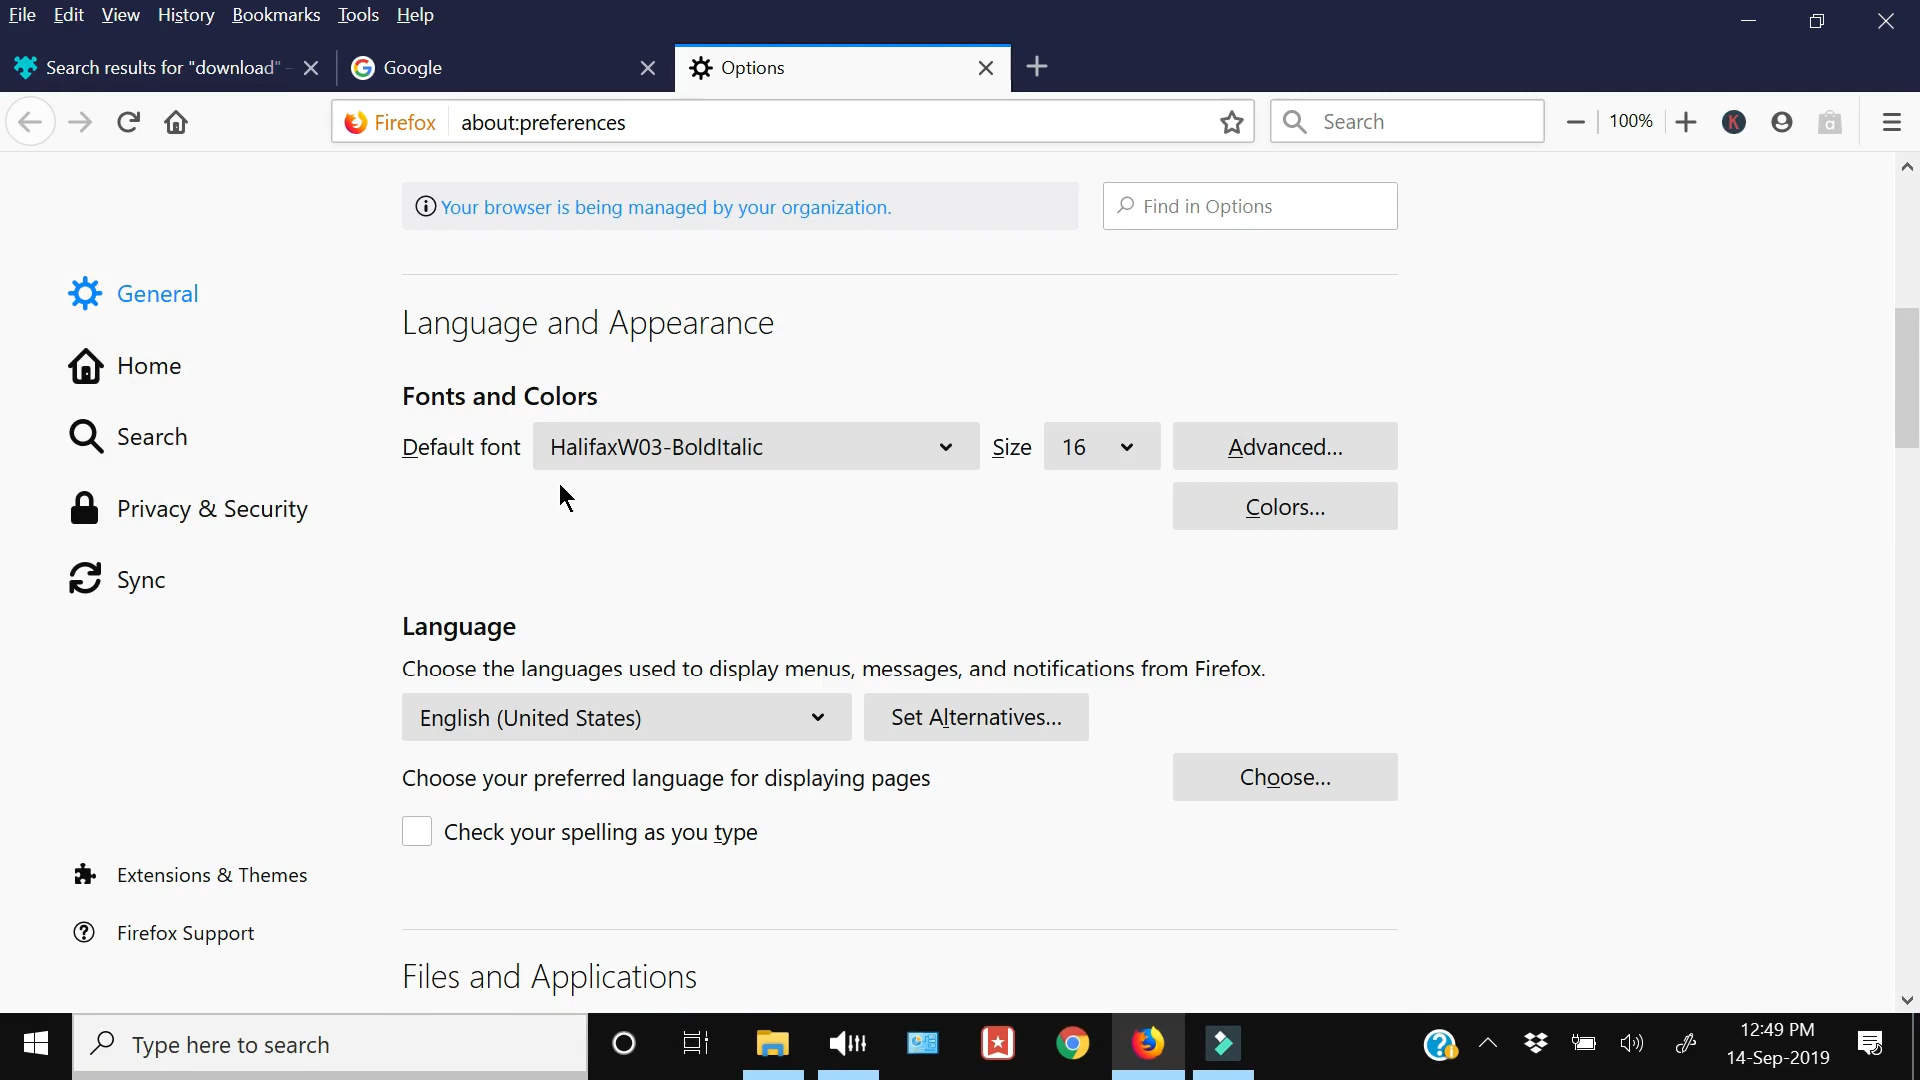 File Edit View History Bookmarks Tools Help
Search results for "download" -
Google
Options
Firefox about:preferences
Search
100%
Your browser is being managed by your organization.
Find in Options
General
Home
Search
Privacy & Security
Sync
Extensions & Themes
Firefox Support
Language and Appearance
Fonts and Colors
Default font HalifaxW03-BoldItalic Size 16 Advanced...
Colors...
Language
Choose the languages used to display menus, messages, and notifications from Firefox.
English (United States) Set Alternatives...
Choose your preferred language for displaying pages Choose...
Check your spelling as you type
Files and Applications
Type here to search
12:49 PM
14-Sep-2019